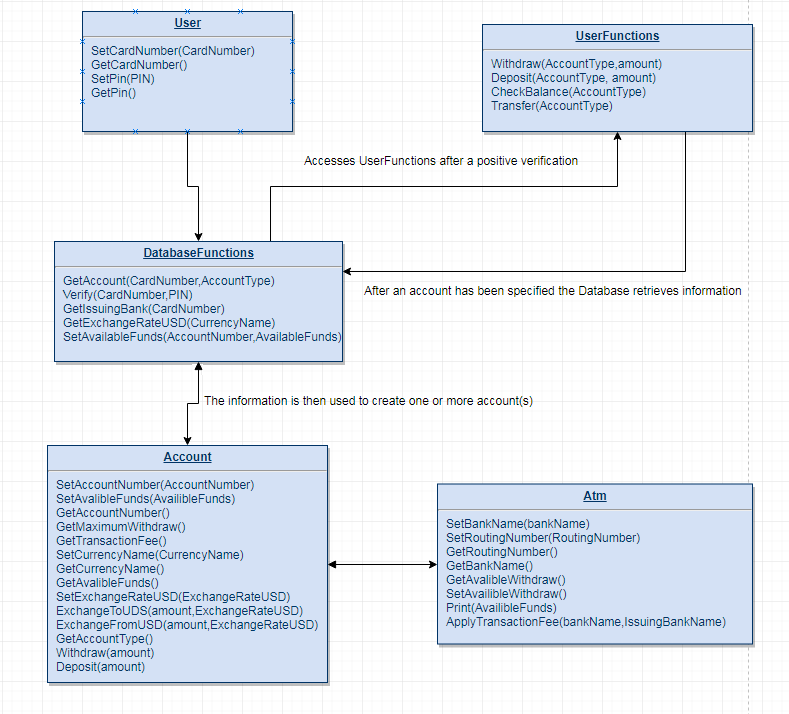 User
SetCardNumber(CardNumber)
GetCardNumber()
SetPin(PIN)
GetPin()
UserFunctions
Withdraw(AccountType,amount)
Deposit(AccountType, amount)
CheckBalance(AccountType)
Transfer(AccountType)
Accesses UserFunctions after a positive verification
DatabaseFunctions
GetAccount(CardNumber,AccountType)
Verify(CardNumber,PIN)
GetIssuingBank(CardNumber)
GetExchangeRateUSD(CurrencyName)
SetAvailableFunds(AccountNumber,AvailableFunds)
After an account has been specified the Database retrieves information
The information is then used to create one or more account(s)
Account
SetAccountNumber(AccountNumber)
SetAvalibleFunds(AvailibleFunds)
GetAccountNumber()
GetMaximumWithdraw()
GetTransactionFee()
SetCurrencyName(CurrencyName)
GetCurrencyName()
GetAvalibleFunds()
SetExchangeRateUSD(ExchangeRateUSD)
ExchangeToUDS(amount,ExchangeRateUSD)
ExchangeFromUSD(amount,ExchangeRateUSD)
GetAccountType()
Withdraw(amount)
Deposit(amount)
Atm
SetBankName(bankName)
SetRoutingNumber(RoutingNumber)
GetRoutingNumber()
GetBankName()
GetAvalibleWithdraw()
SetAvailibleWithdraw()
Print(AvailibleFunds)
ApplyTransactionFee(bankName,IssuingBankName)